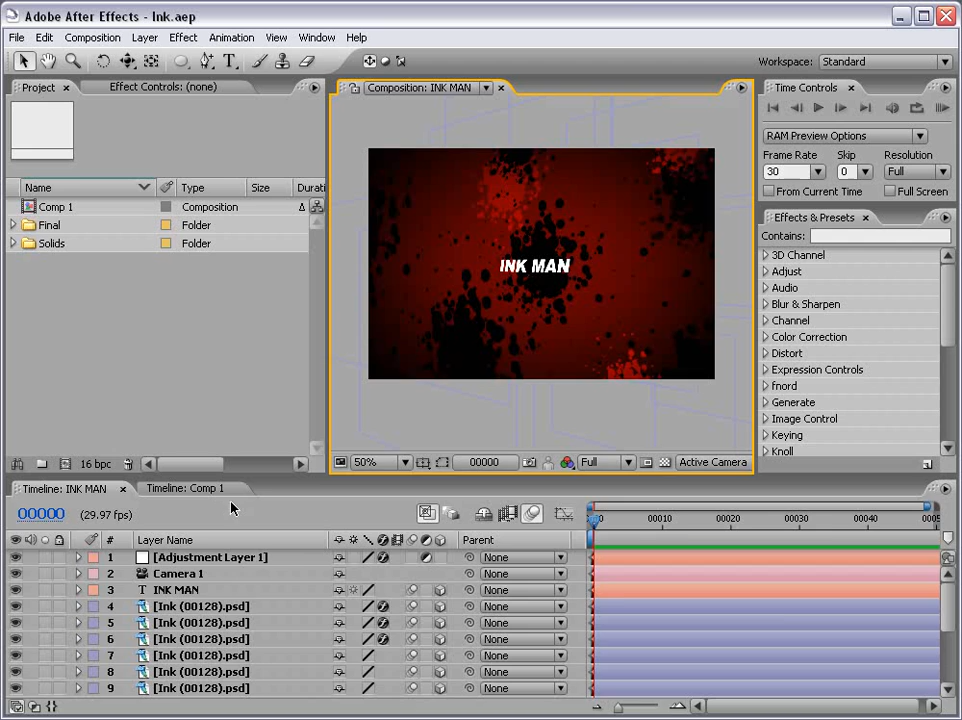 Adobe After Effects - Ink.aep
File Edit Composition Layer Effect Animation View Window Help
Workspace: Standard
Project × Effect Controls: (none)
Composition: INK MAN ×
Time Controls ×
RAM Preview Options
Frame Rate Skip Resolution
30 0 Full
From Current Time Full Screen
Name Type Size Durati
Comp 1 Composition
Final Folder
Solids Folder
INK MAN
Effects & Presets ×
Contains:
3D Channel
Adjust
Audio
Blur & Sharpen
Channel
Color Correction
Distort
Expression Controls
fnord
Generate
Image Control
Keying
Knoll
16 bpc
50% 00000 Full Active Camera
Timeline: INK MAN × Timeline: Comp 1
00000 (29.97 fps)
00010 00020 00030 00040 0005
# Layer Name Parent
1 [Adjustment Layer 1] None
2 Camera 1 None
3 T INK MAN None
4 [Ink (00128).psd] None
5 [Ink (00128).psd] None
6 [Ink (00128).psd] None
7 [Ink (00128).psd] None
8 [Ink (00128).psd] None
9 [Ink (00128).psd] None